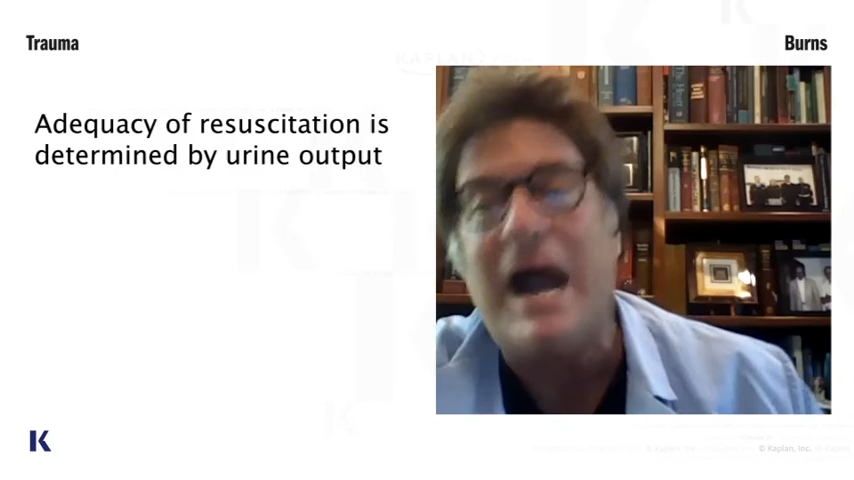 Trauma
Burns
Adequacy of resuscitation is
determined by urine output
© Kaplan, Inc.